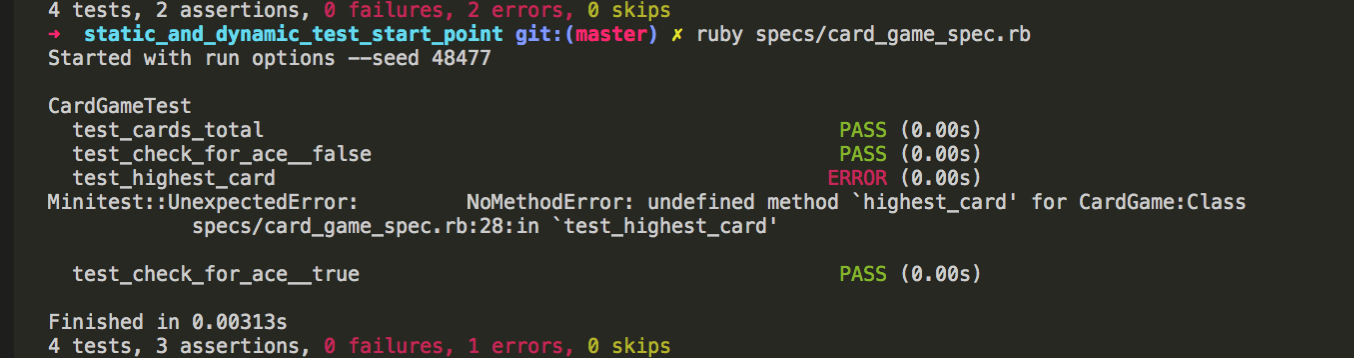 4 tests, 2 assertions, 0 failures, 2 errors, 0 skips
→ static_and_dynamic_test_start_point git:(master) ✗ ruby specs/card_game_spec.rb
Started with run options --seed 48477
CardGameTest
test_cards_total PASS (0.00s)
test_check_for_ace__false PASS (0.00s)
test_highest_card ERROR (0.00s)
Minitest::UnexpectedError: NoMethodError: undefined method `highest_card' for CardGame:Class
specs/card_game_spec.rb:28:in `test_highest_card'
test_check_for_ace__true PASS (0.00s)
Finished in 0.00313s
4 tests, 3 assertions, 0 failures, 1 errors, 0 skips